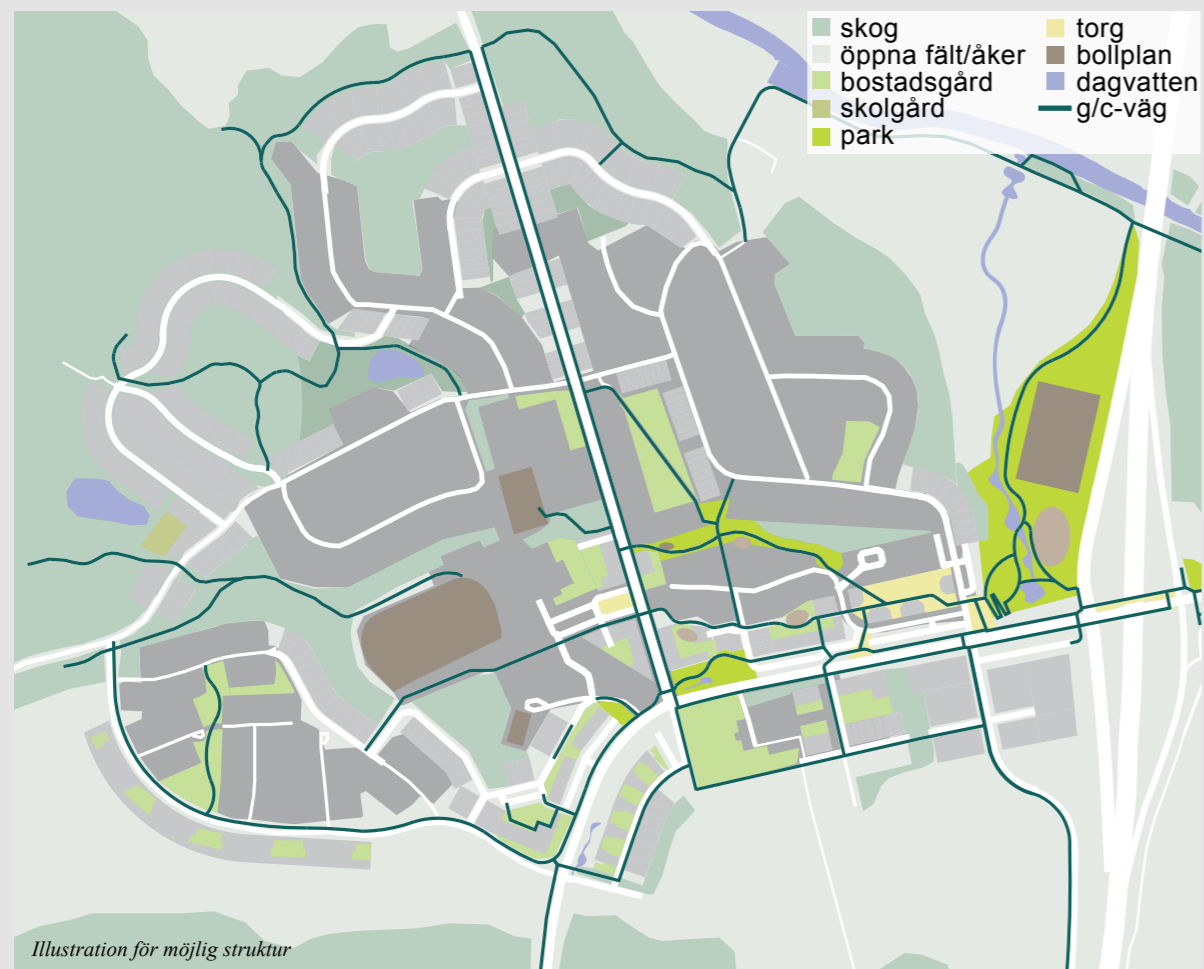 skog
öppna fält/åker
bostadsgård
skolgård
park
torg
bollplan
dagvatten
g/c-väg
Illustration för möjlig struktur